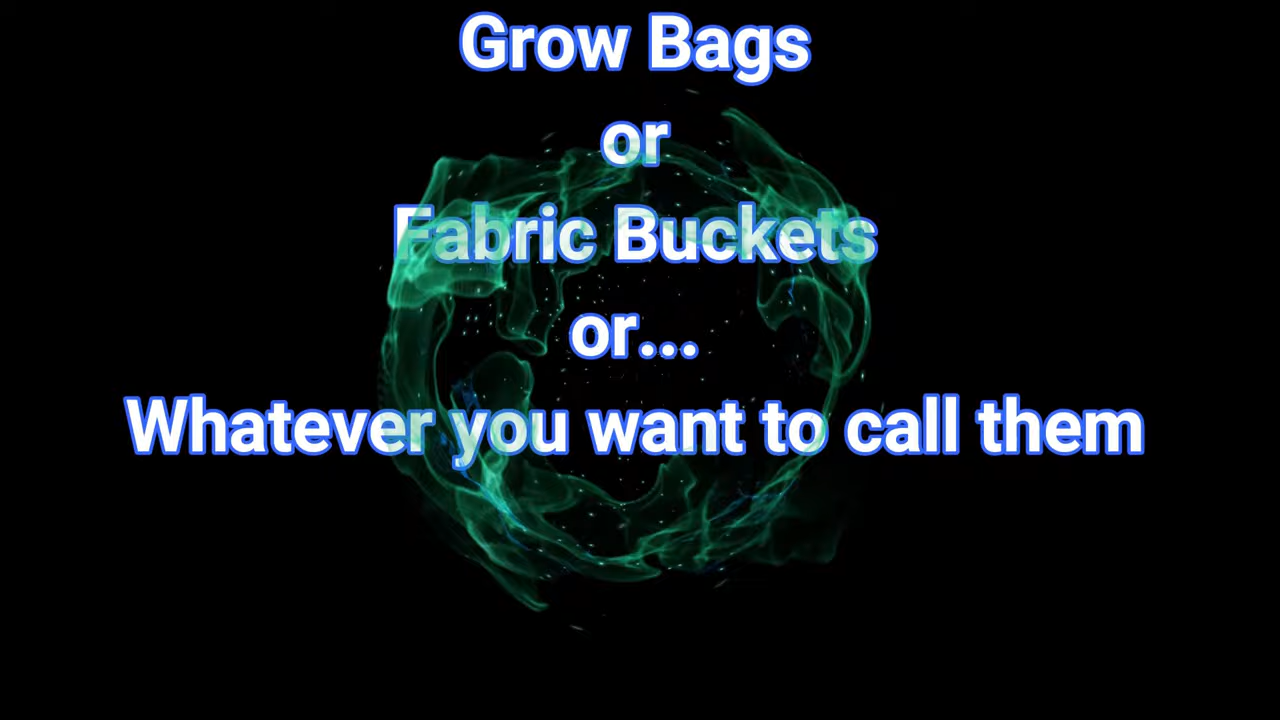 Grow Bags
or
Fabric Buckets
or...
Whatever you want to call them